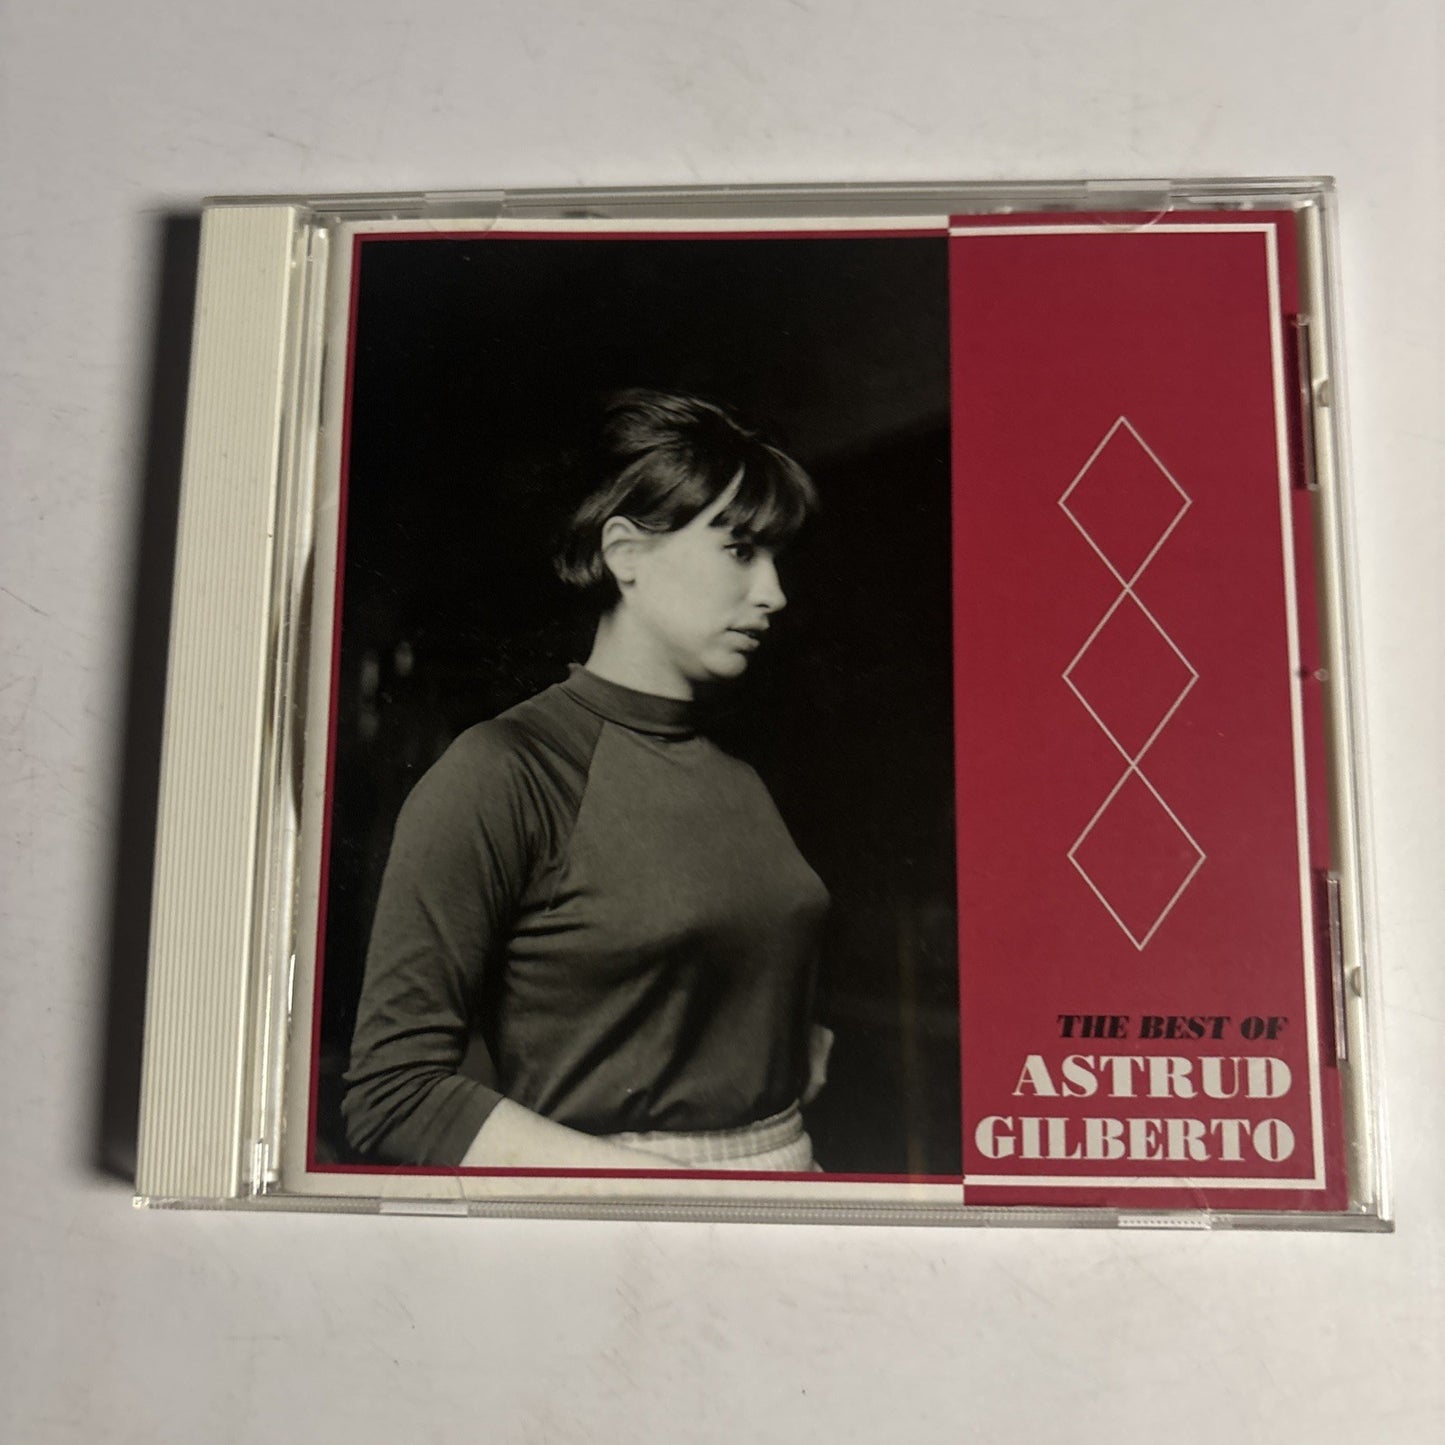 THE BEST OF
ASTRUD
GILBERTO